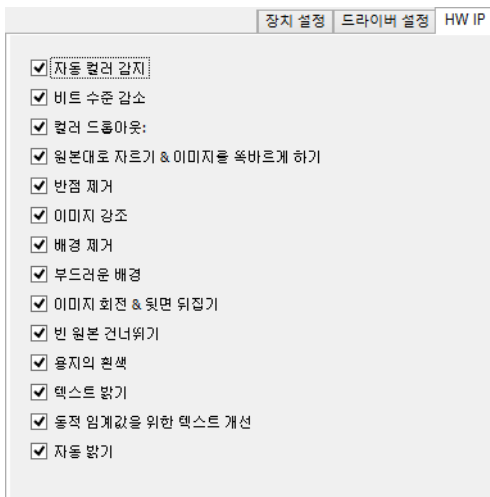 장치 설정 드라이버 설정 HW IP
자동 컬러 감지
비트 수준 감소
컬러 드롭아웃:
원본대로 자르기 & 이미지를 똑바르게 하기
반점 제거
이미지 강조
배경 제거
부드러운 배경
이미지 회전 & 뒷면 뒤집기
빈 원본 건너뛰기
용지의 흰색
텍스트 밝기
동적 임계값을 위한 텍스트 개선
자동 밝기